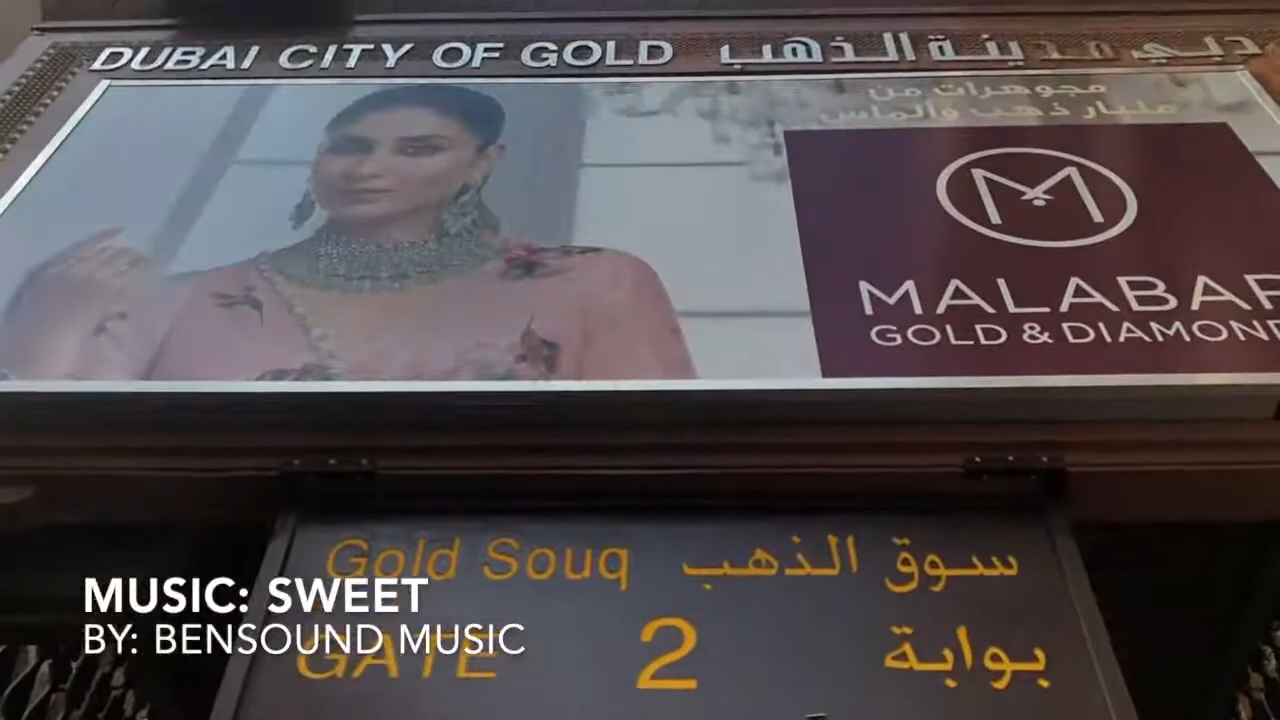 DUBAI CITY OF GOLD دبي مدينة الذهب
مجوهرات من
مليار ذهب والماس
MALABAR
GOLD & DIAMOND
Gold Souq سوق الذهب
GATE 2 بوابة
MUSIC: SWEET
BY: BENSOUND MUSIC